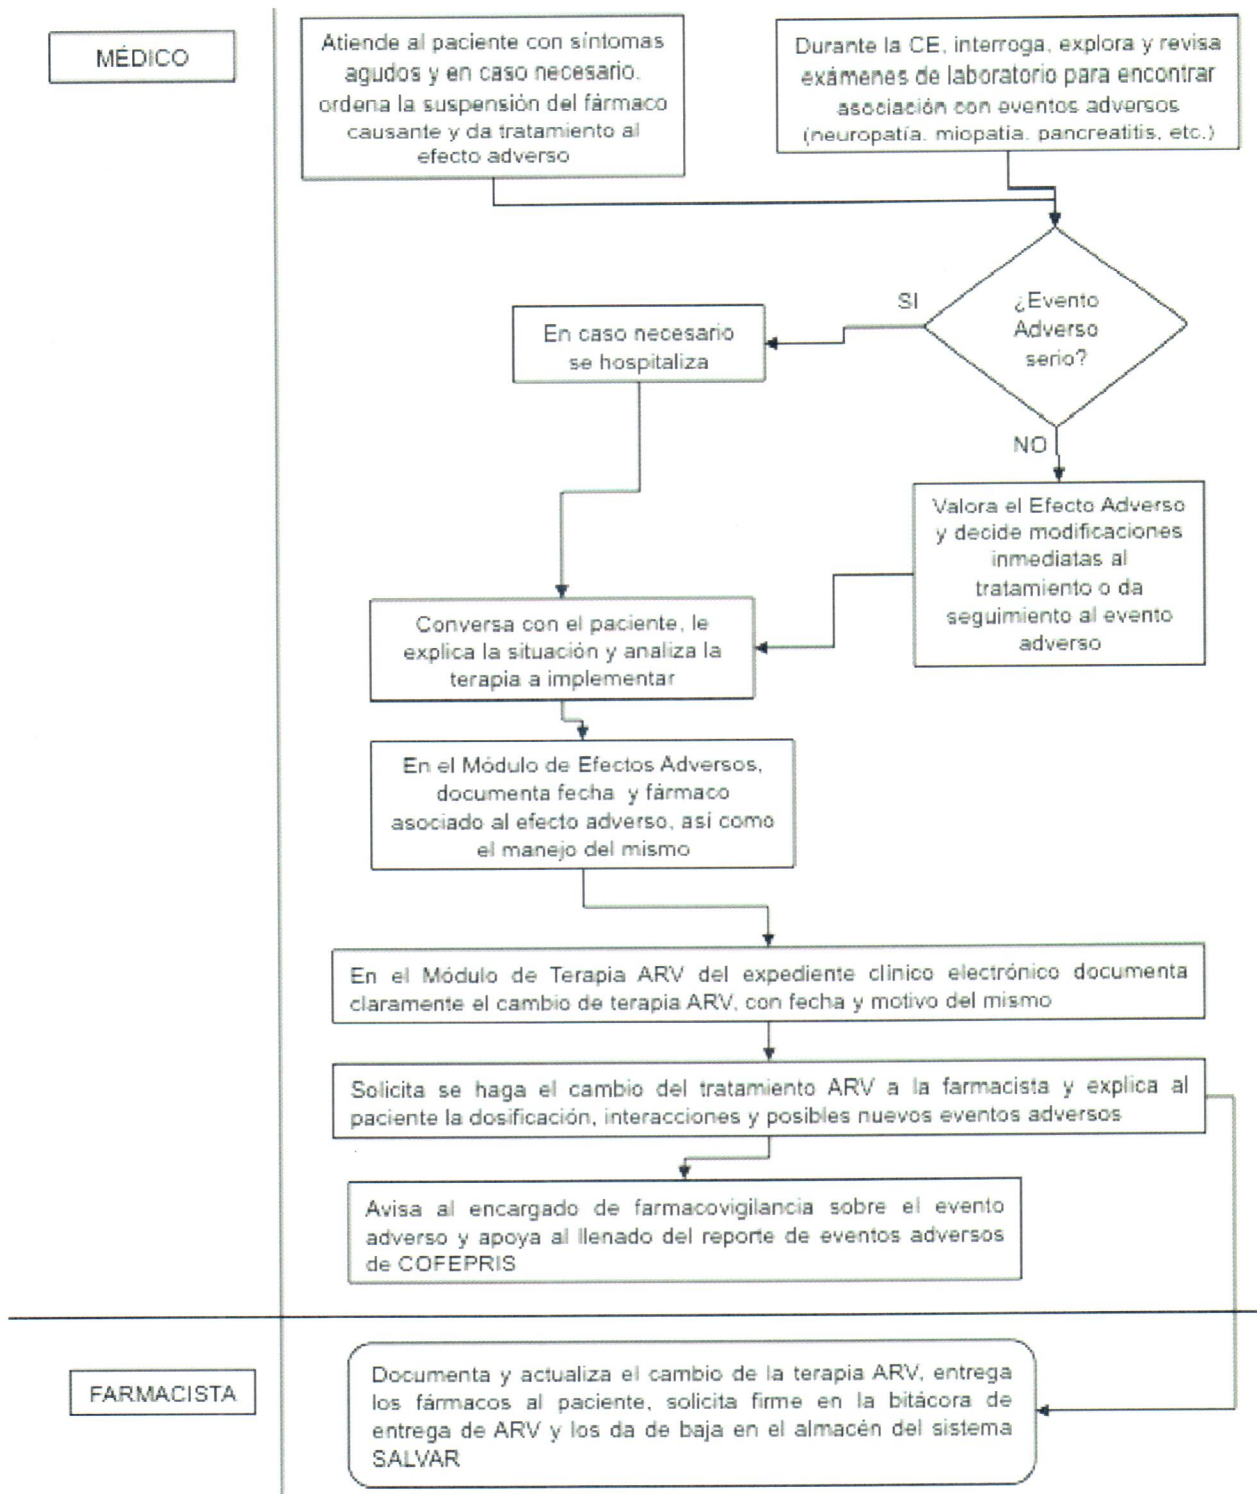 MÉDICO
Atiende al paciente con síntomas
agudos y en caso necesario,
ordena la suspensión del fármaco
causante y da tratamiento al
efecto adverso
Durante la CE, interroga, explora y revisa
exámenes de laboratorio para encontrar
asociación con eventos adversos
(neuropatía, miopatía, pancreatitis, etc.)
¿Evento
Adverso
serio?
SI
En caso necesario
se hospitaliza
NO
Valora el Efecto Adverso
y decide modificaciones
inmediatas al
tratamiento o da
seguimiento al evento
adverso
Conversa con el paciente, le
explica la situación y analiza la
terapia a implementar
En el Módulo de Efectos Adversos,
documenta fecha y fármaco
asociado al efecto adverso, así como
el manejo del mismo
En el Módulo de Terapia ARV del expediente clínico electrónico documenta
claramente el cambio de terapia ARV, con fecha y motivo del mismo
Solicita se haga el cambio del tratamiento ARV a la farmacista y explica al
paciente la dosificación, interacciones y posibles nuevos eventos adversos
Avisa al encargado de farmacovigilancia sobre el evento
adverso y apoya al llenado del reporte de eventos adversos
de COFEPRIS
FARMACISTA
Documenta y actualiza el cambio de la terapia ARV, entrega
los fármacos al paciente, solicita firme en la bitácora de
entrega de ARV y los da de baja en el almacén del sistema
SALVAR